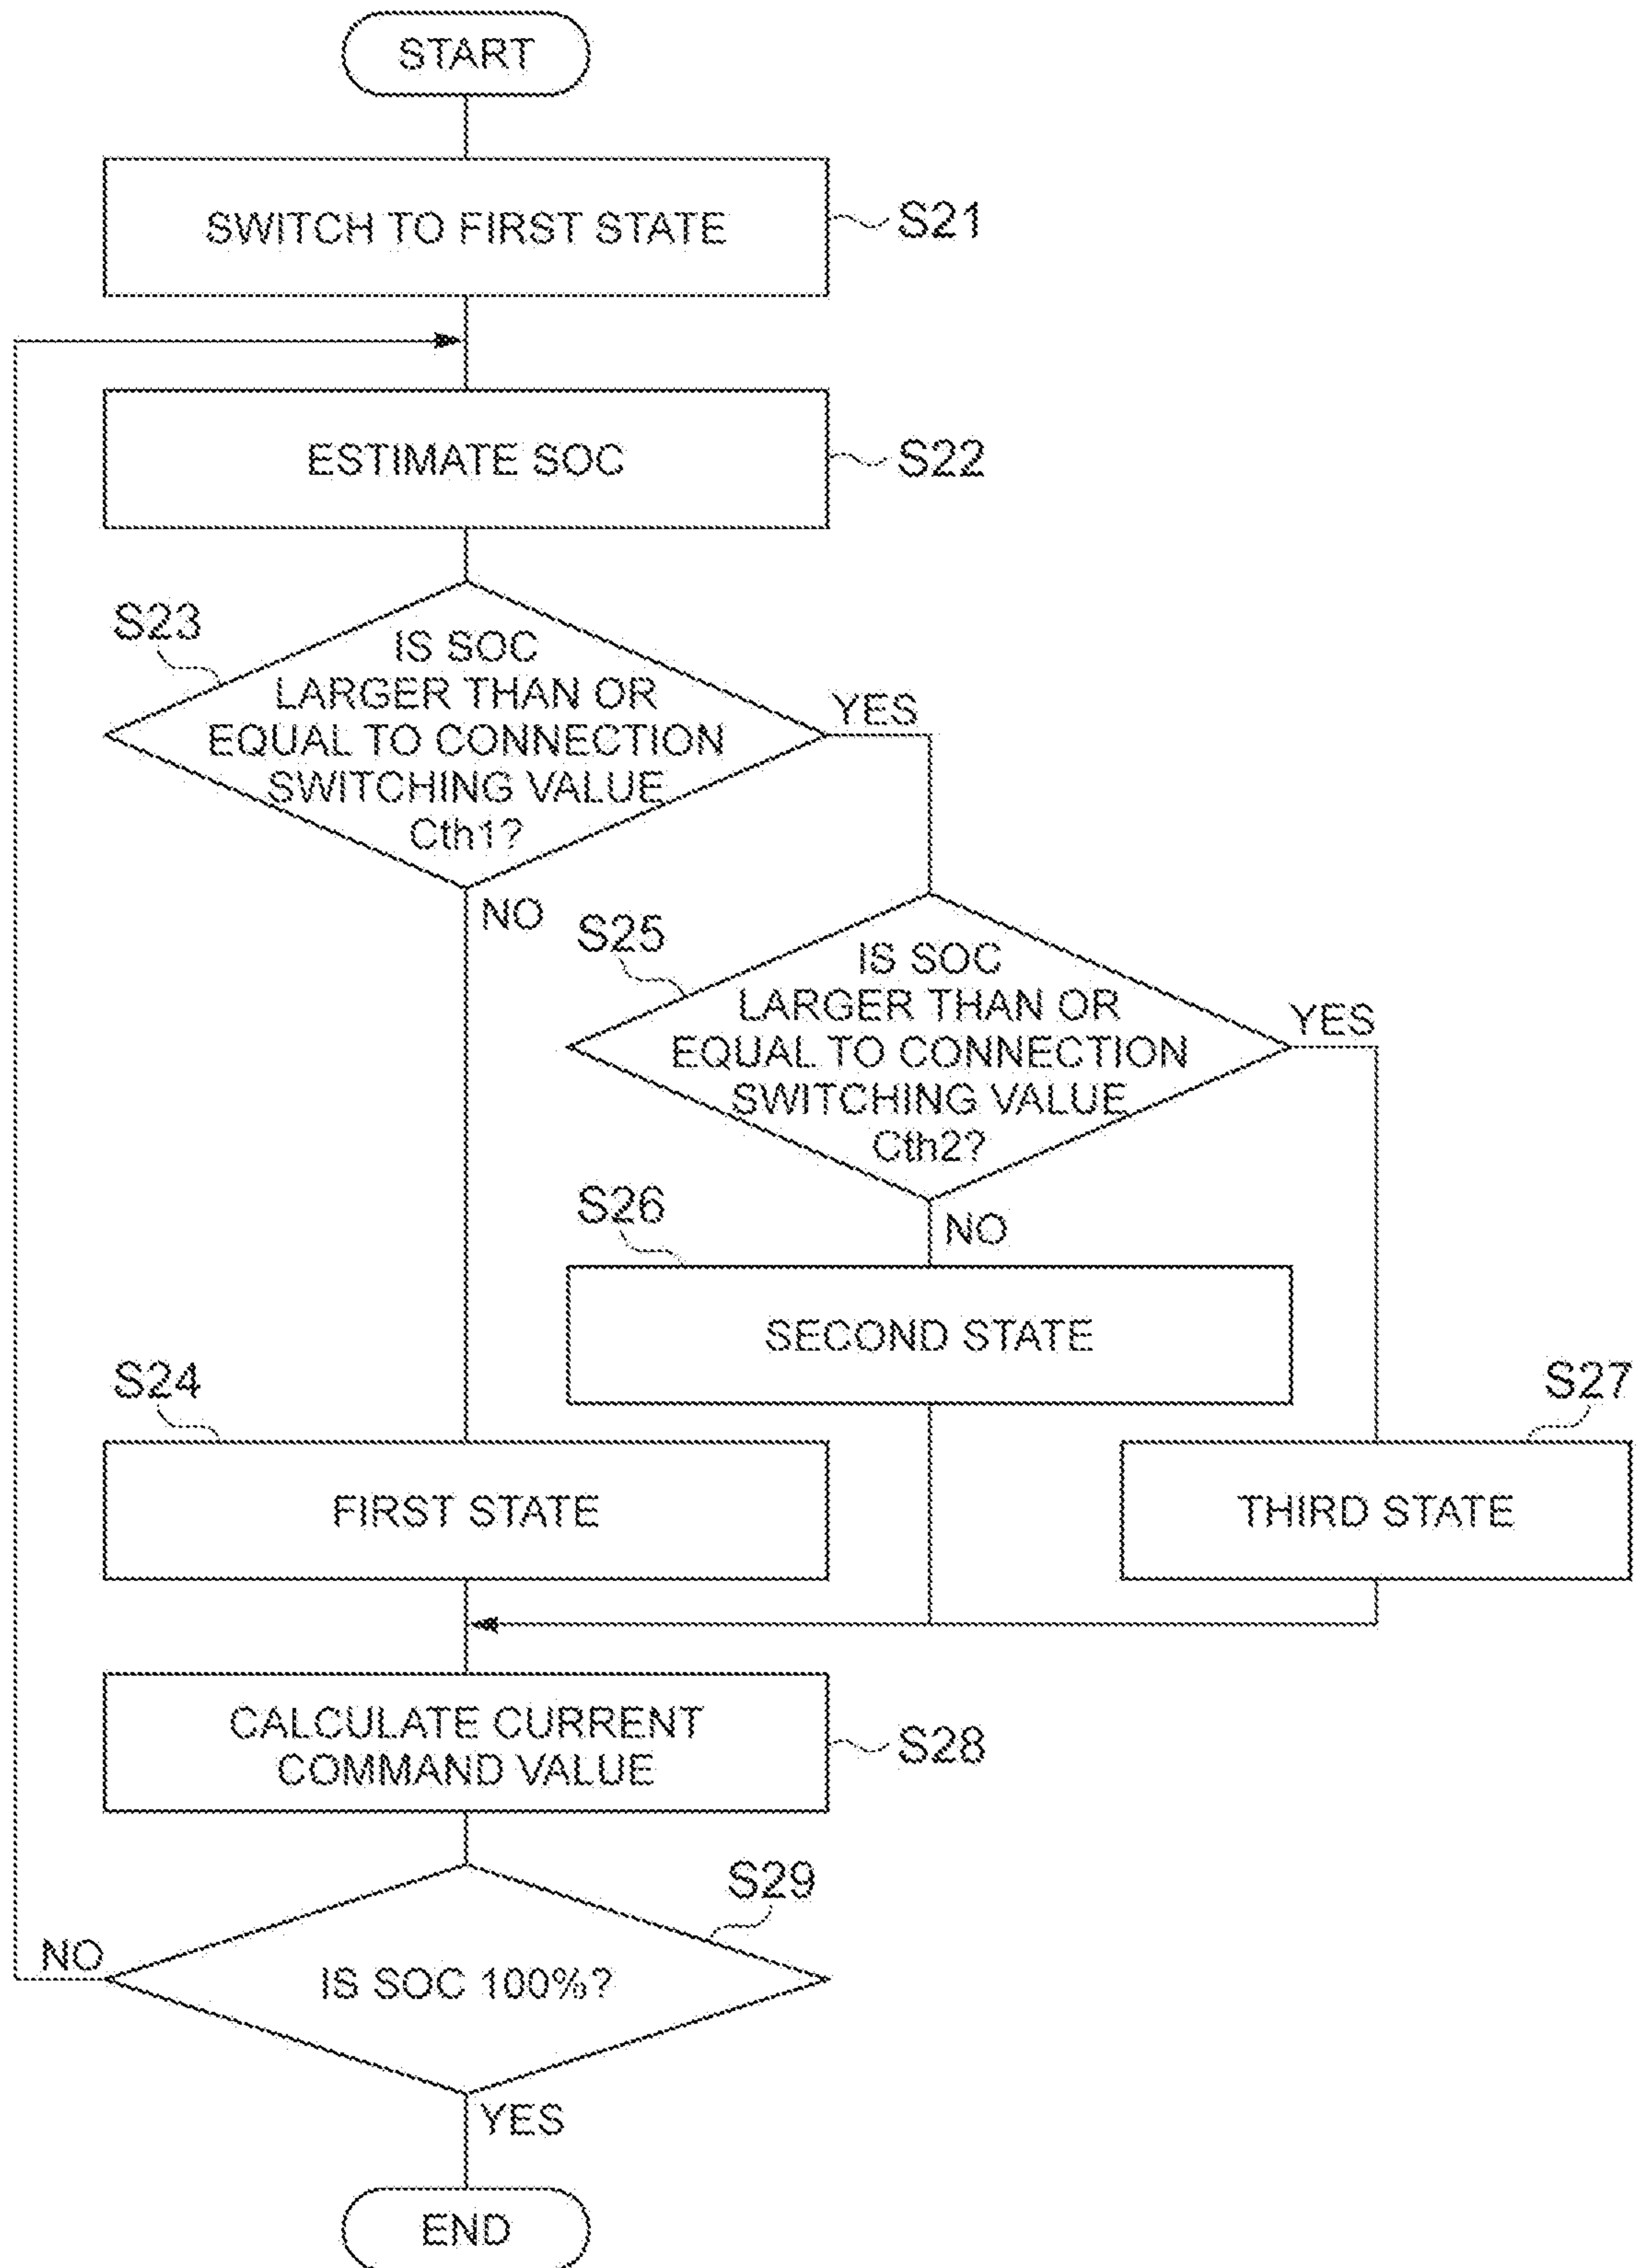 START
SWITCH TO FIRST STATE
S21
ESTIMATE SOC
S22
S23
IS SOC
LARGER THAN OR
EQUAL TO CONNECTION
SWITCHING VALUE
Cth1?
YES
NO
S25
IS SOC
LARGER THAN OR
EQUAL TO CONNECTION
SWITCHING VALUE
Cth2?
YES
NO
S26
SECOND STATE
S24
FIRST STATE
S27
THIRD STATE
CALCULATE CURRENT
COMMAND VALUE
S28
S29
IS SOC 100%?
NO
YES
END